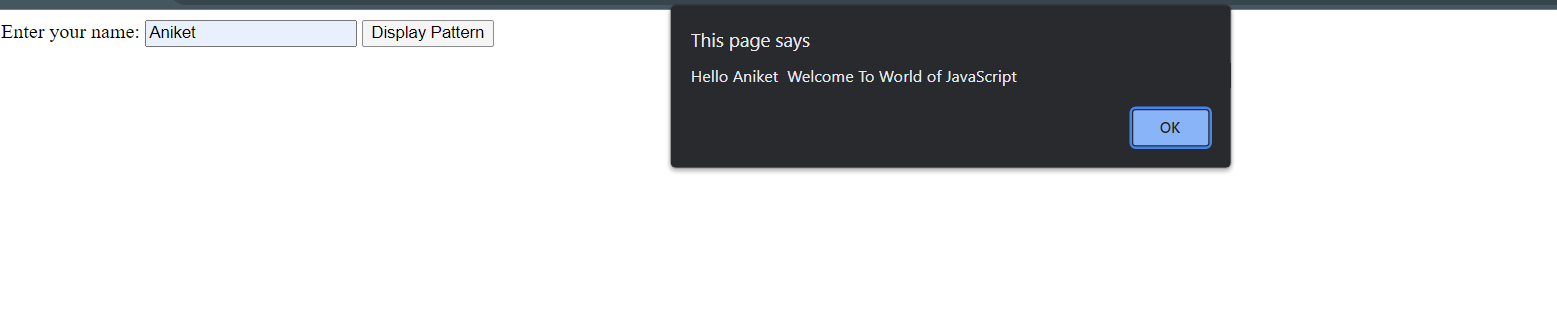 Enter your name: Aniket Display Pattern
This page says
Hello Aniket  Welcome To World of JavaScript
OK